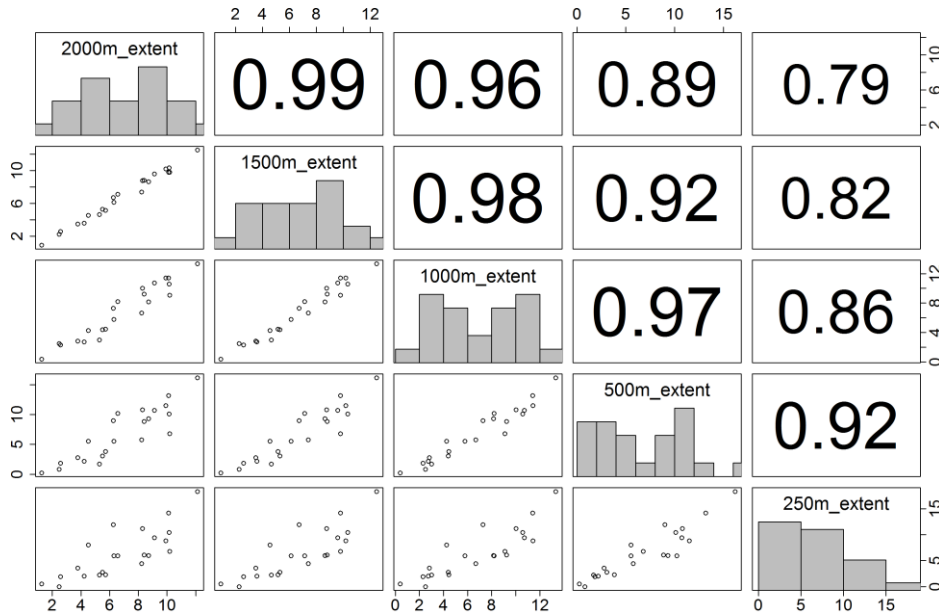 2 4 6 8 10 12
0 5 10 15
2000m_extent
0.99
0.96
0.89
0.79
2 4 6 8 12
2 6 10
1500m_extent
0.98
0.92
0.82
1000m_extent
0.97
0.86
0 4 8 12
0 5 10
500m_extent
0.92
250m_extent
0 5 10 15
2 4 6 8 10
0 2 4 6 8 12
0 5 10 15